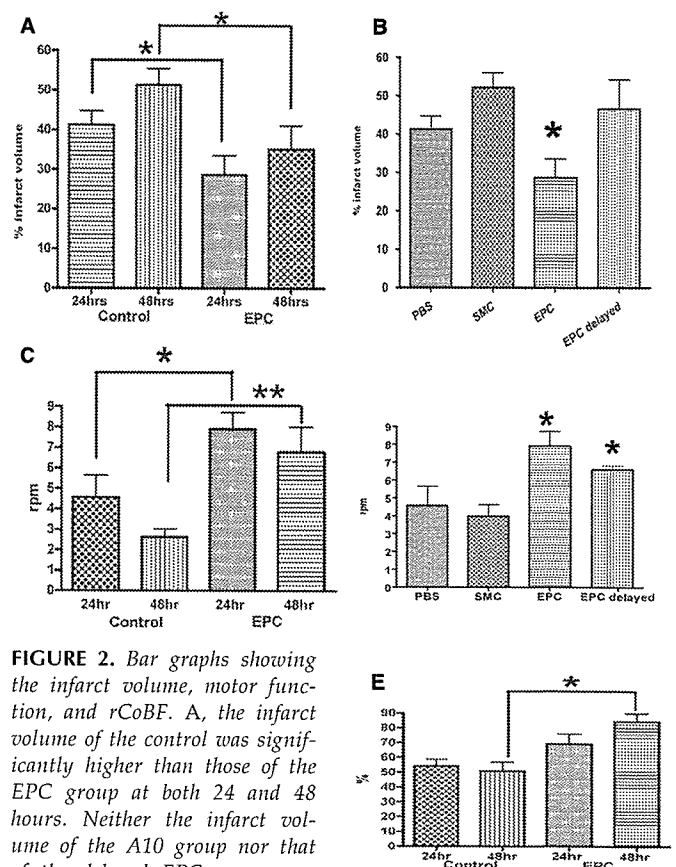 A
*
*
60
50
40
30
20
10
0
% infarct volume
24hrs 48hrs 24hrs 48hrs
Control EPC
B
60
50
40
30
20
10
0
% infarct volume
*
PBS SMC EPC EPC delayed
C
*
**
9
8
7
6
5
4
3
2
1
0
rpm
24hr 48hr 24hr 48hr
Control EPC
9
8
7
6
5
4
3
2
1
0
rpm
*
*
PBS SMC EPC EPC delayed
FIGURE 2. Bar graphs showing
the infarct volume, motor func-
tion, and rCoBF. A, the infarct
volume of the control was signif-
icantly higher than those of the
EPC group at both 24 and 48
hours. Neither the infarct vol-
ume of the A10 group nor that
E
*
90
80
70
60
50
40
30
20
10
0
%
24hr 48hr 24hr 48hr
Control EPC